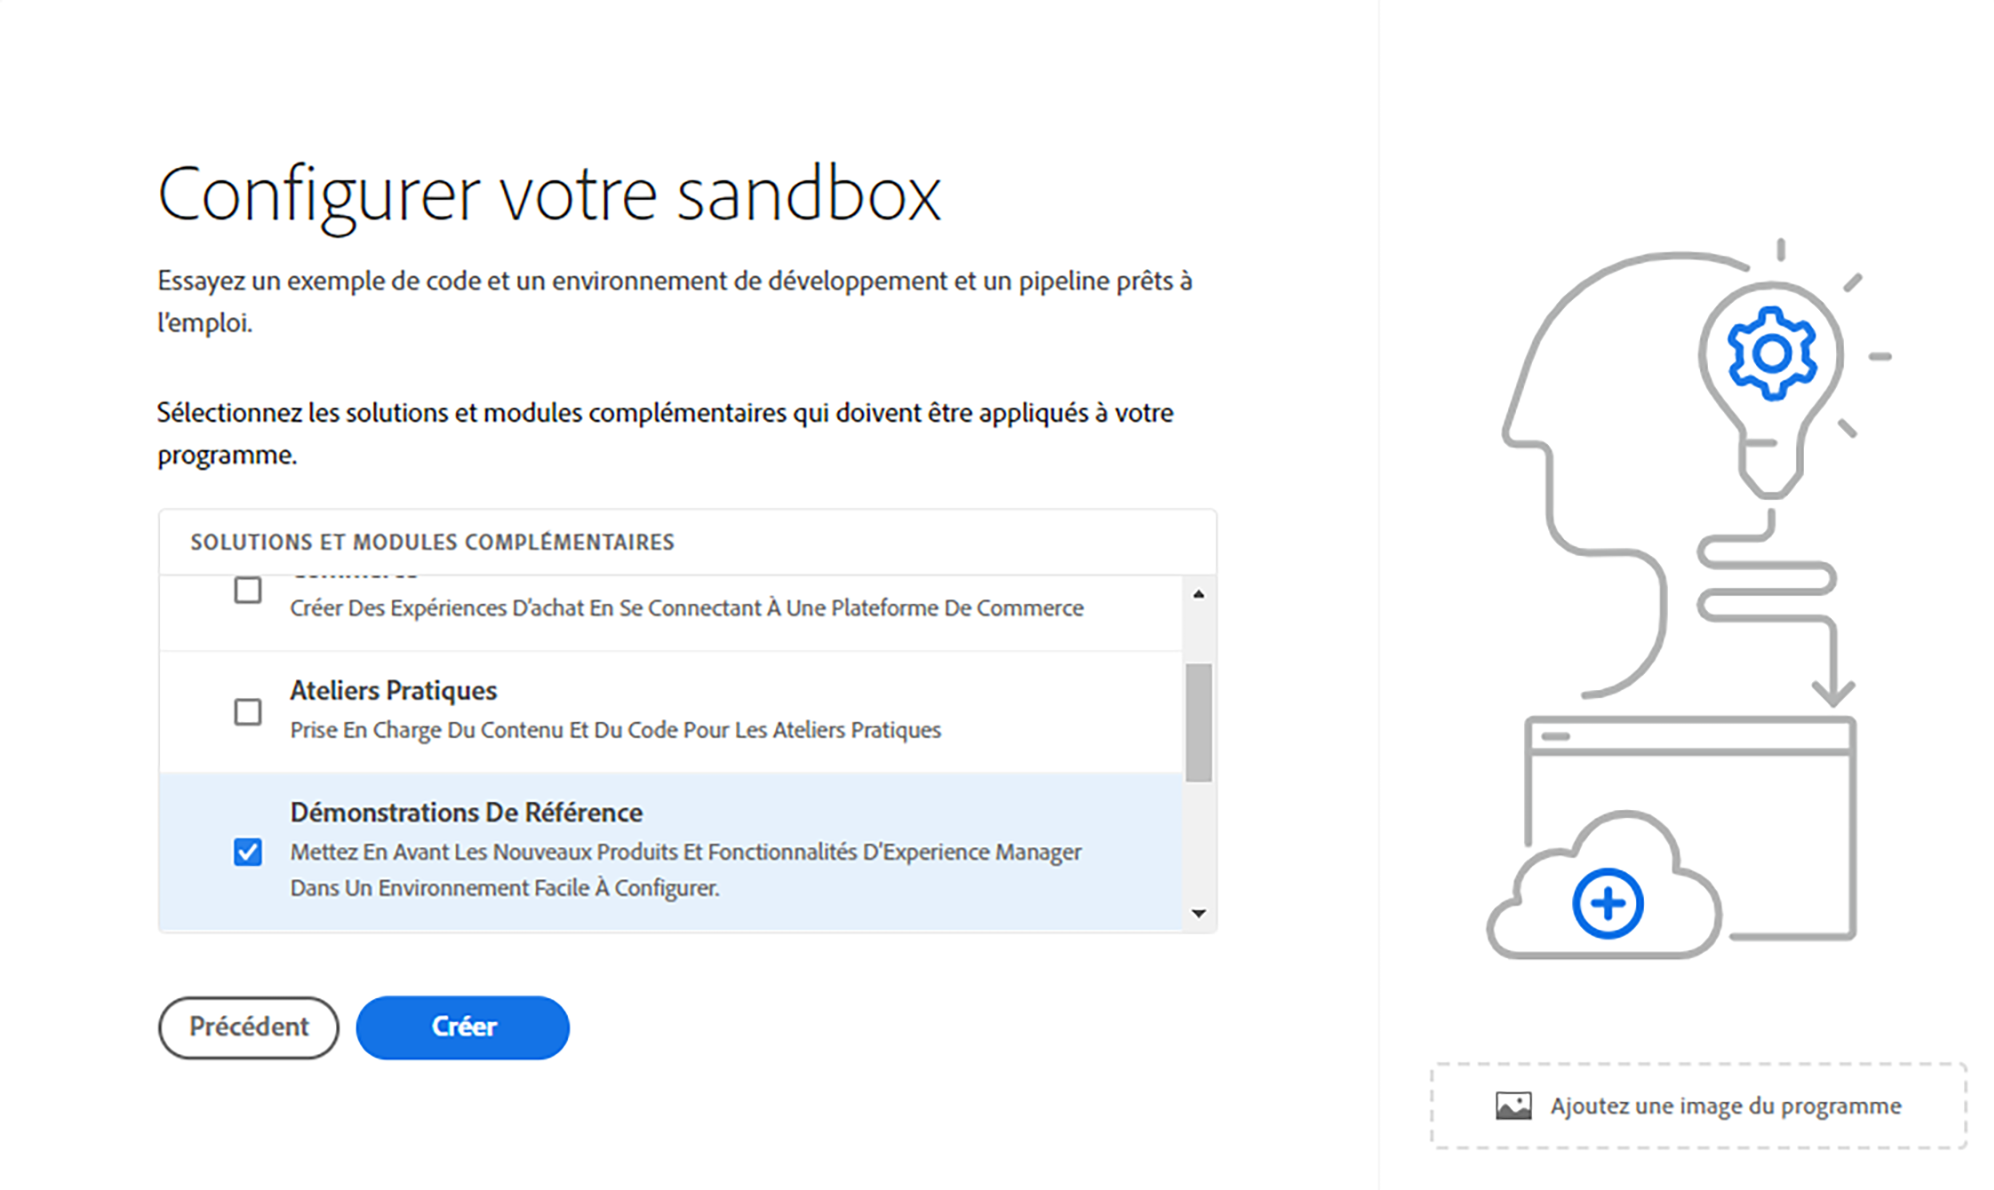 Configurer votre sandbox
Essayez un exemple de code et un environnement de développement et un pipeline prêts à
l'emploi.
Sélectionnez les solutions et modules complémentaires qui doivent être appliqués à votre
programme.
SOLUTIONS ET MODULES COMPLÉMENTAIRES
Créer Des Expériences D'achat En Se Connectant À Une Plateforme De Commerce
Ateliers Pratiques
Prise En Charge Du Contenu Et Du Code Pour Les Ateliers Pratiques
Démonstrations De Référence
Mettez En Avant Les Nouveaux Produits Et Fonctionnalités D'Experience Manager
Dans Un Environnement Facile À Configurer.
Précédent
Créer
Ajoutez une image du programme